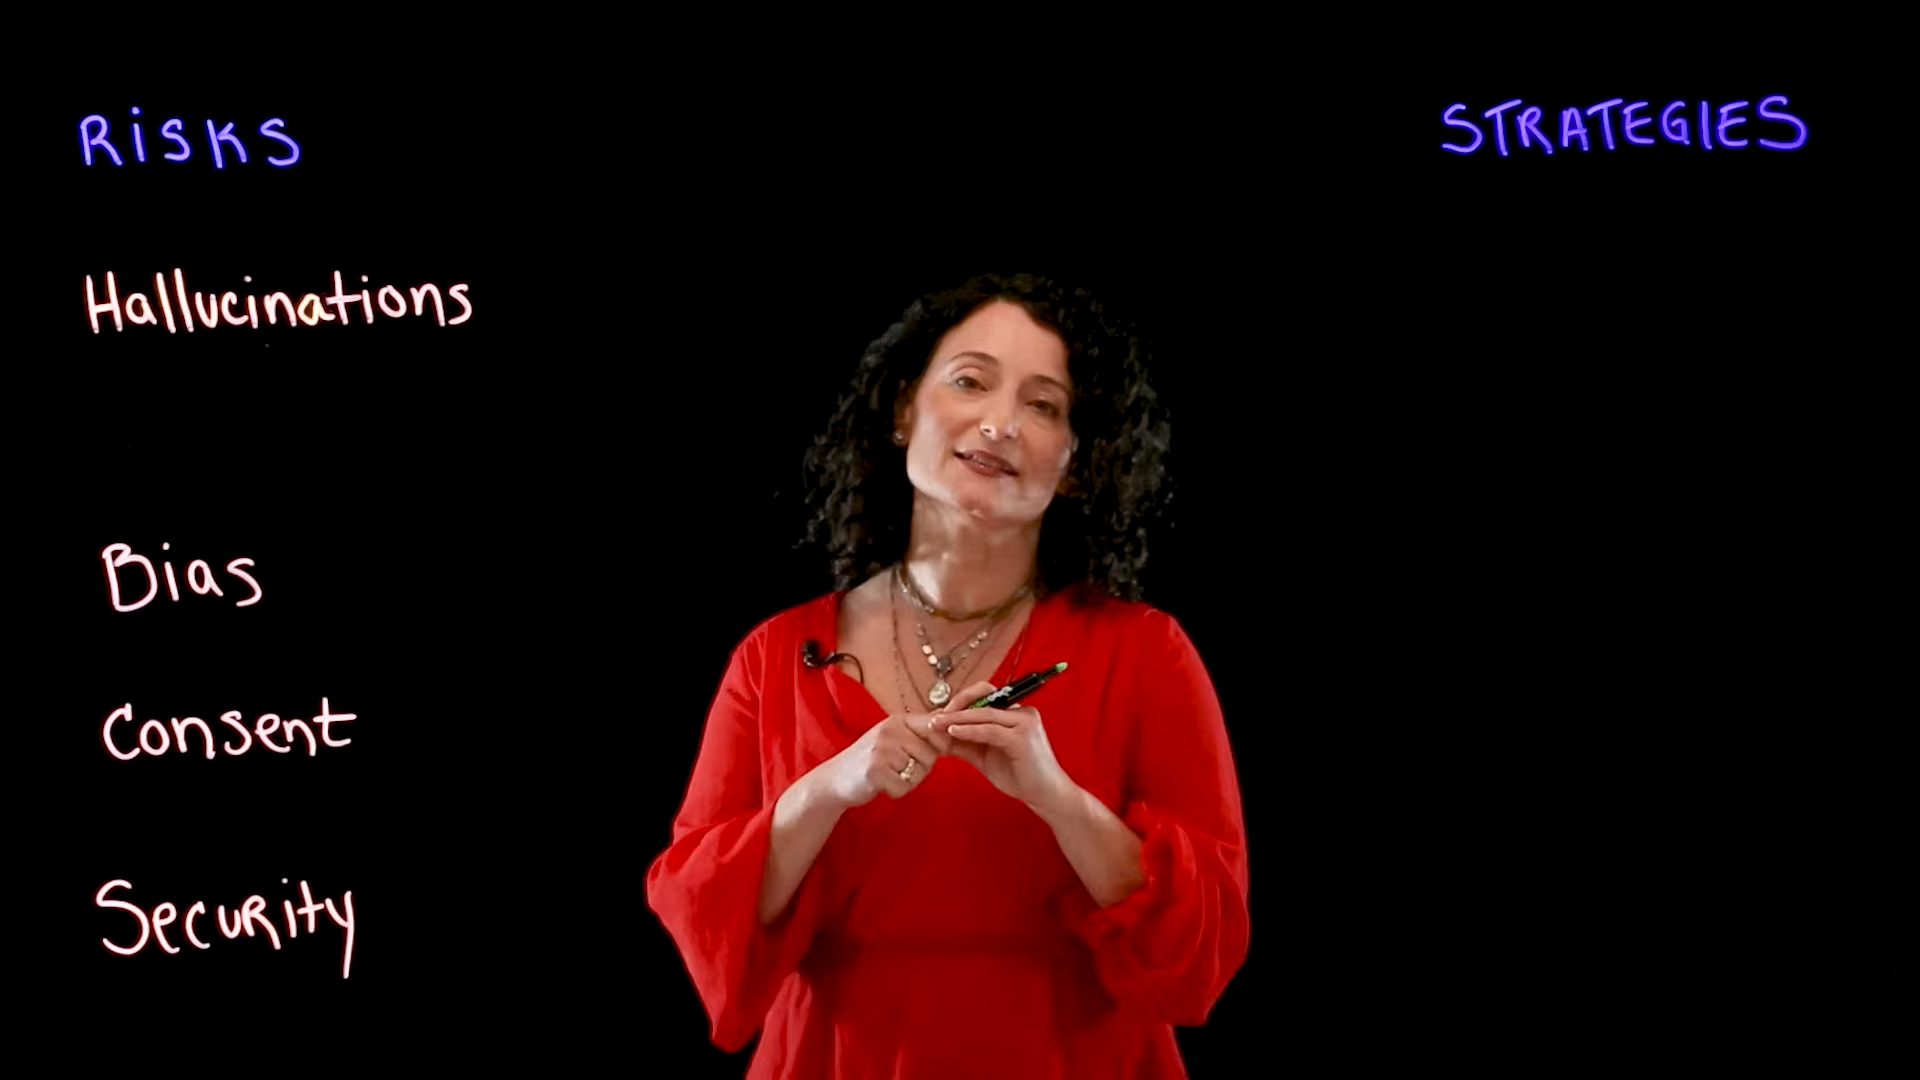 RiSKS
STRATEGIES
Hallucinations
Bias
Consent
Security